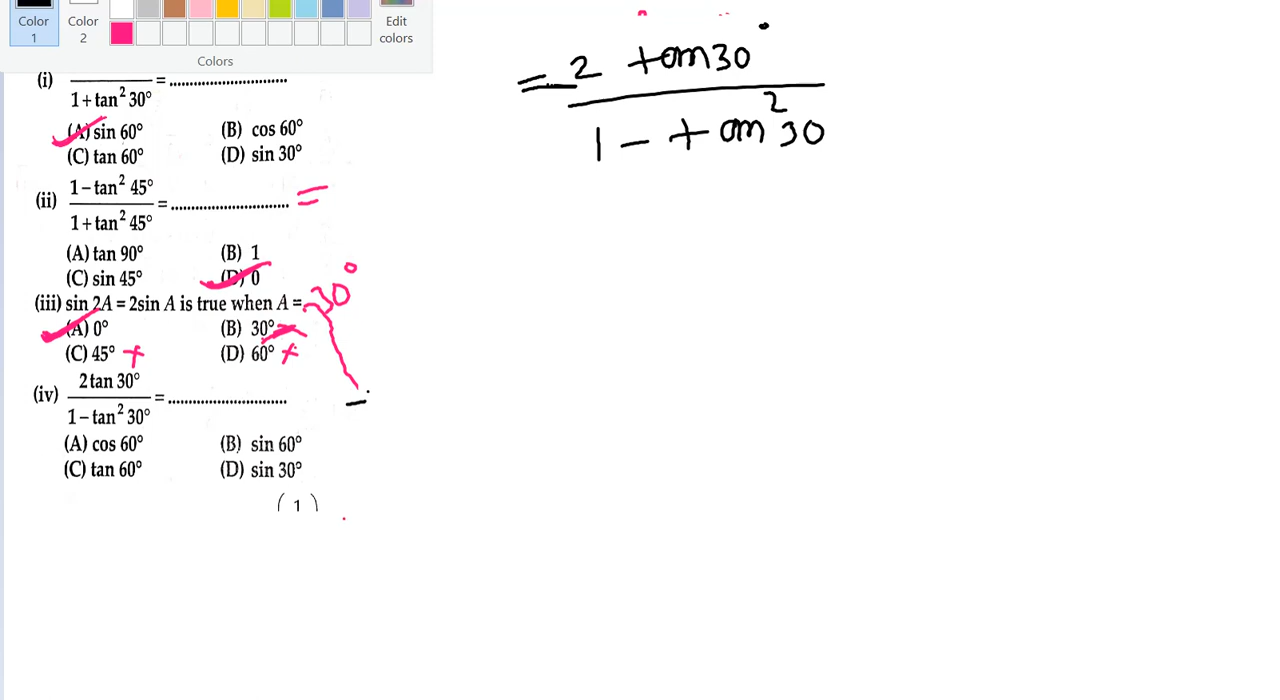 Color 1
Color 2
Edit colors
Colors
(i) ――― = ............................
1+tan² 30°
(A) sin 60° (B) cos 60°
(C) tan 60° (D) sin 30°
(ii) 1−tan² 45° / 1+tan² 45° = ............................ =
(A) tan 90° (B) 1
(C) sin 45° (D) 0
(iii) sin 2A = 2sin A is true when A = 30°
(A) 0° (B) 30°
(C) 45° (D) 60°
(iv) 2tan 30° / 1−tan² 30° = ............................
(A) cos 60° (B) sin 60°
(C) tan 60° (D) sin 30°
(1)
= 2 tan30°
1 − tan²30